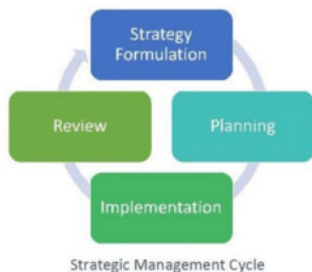 Strategy
Formulation
Review
Planning
Implementation
Strategic Management Cycle